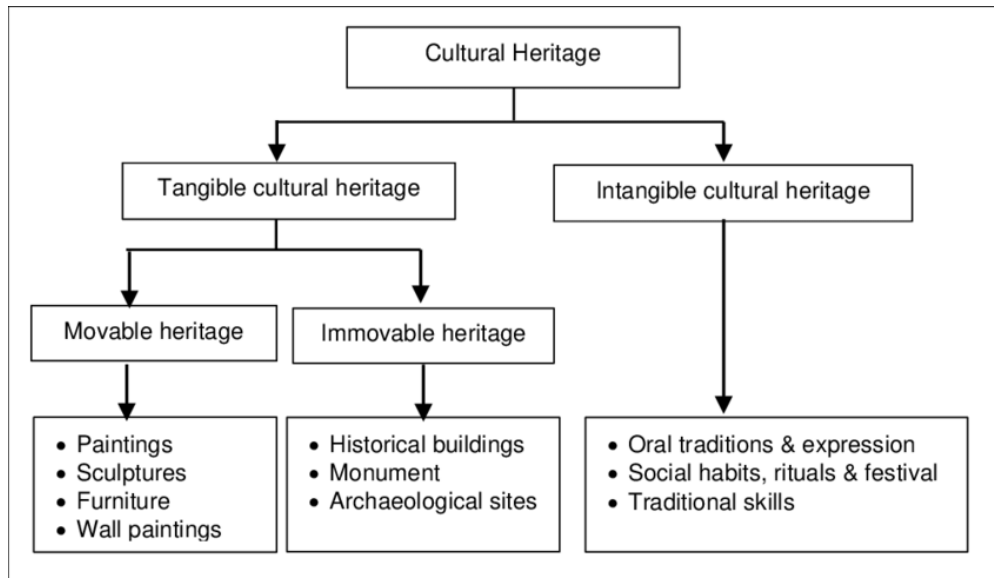 Cultural Heritage
Tangible cultural heritage
Intangible cultural heritage
Movable heritage
Immovable heritage
• Paintings
• Sculptures
• Furniture
• Wall paintings
• Historical buildings
• Monument
• Archaeological sites
• Oral traditions & expression
• Social habits, rituals & festival
• Traditional skills